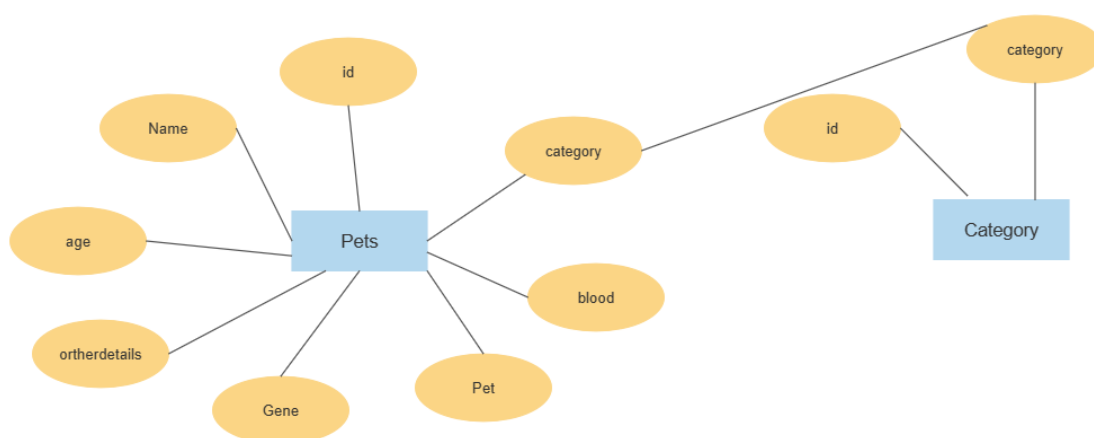 category
id
Name
id
category
Pets
Category
age
blood
ortherdetails
Pet
Gene